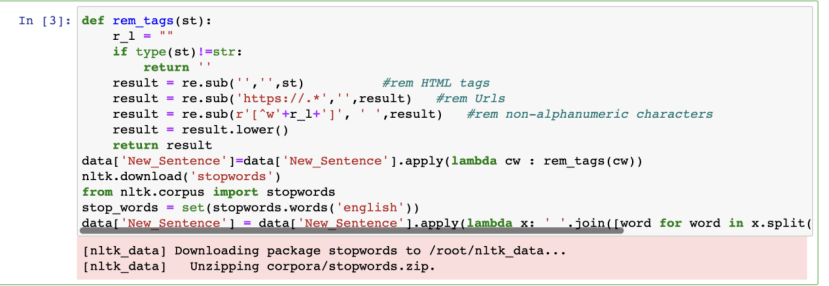 In [3]: def rem_tags(st):
    r_l = ""
    if type(st)!=str:
        return ''
    result = re.sub('','',st)          #rem HTML tags
    result = re.sub('https://.*','',result)   #rem Urls
    result = re.sub(r'[^w'+r_l+']', ' ',result)   #rem non-alphanumeric characters
    result = result.lower()
    return result
data['New_Sentence']=data['New_Sentence'].apply(lambda cw : rem_tags(cw))
nltk.download('stopwords')
from nltk.corpus import stopwords
stop_words = set(stopwords.words('english'))
data['New_Sentence'] = data['New_Sentence'].apply(lambda x: ' '.join([word for word in x.split(
[nltk_data] Downloading package stopwords to /root/nltk_data...
[nltk_data]   Unzipping corpora/stopwords.zip.